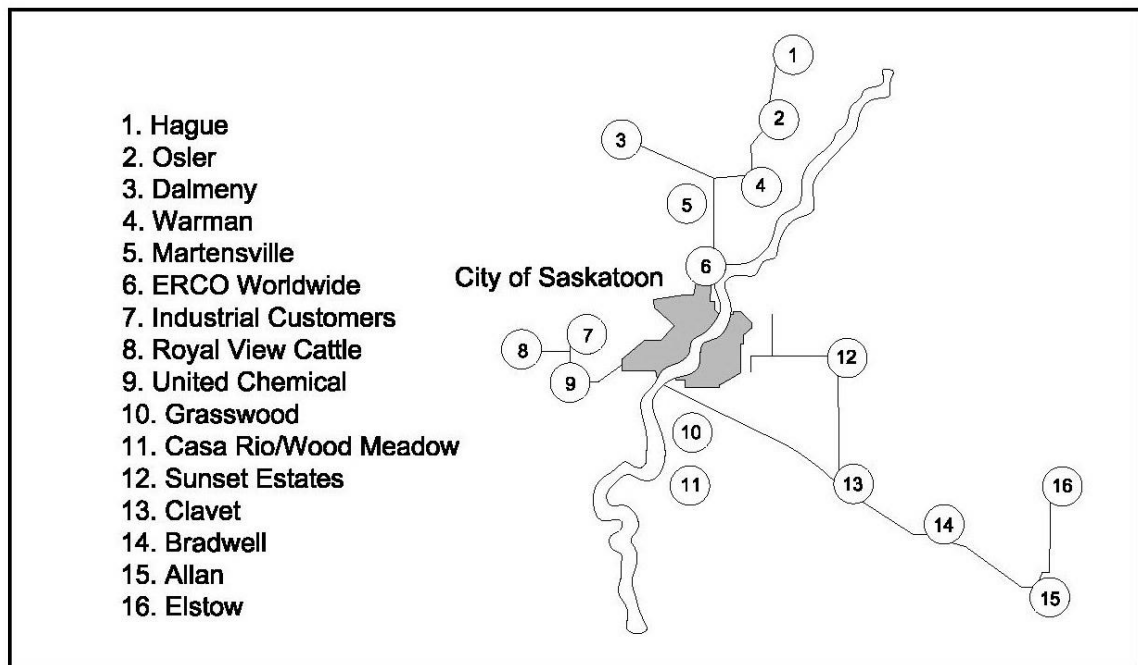 1. Hague
2. Osler
3. Dalmeny
4. Warman
5. Martensville
6. ERCO Worldwide
7. Industrial Customers
8. Royal View Cattle
9. United Chemical
10. Grasswood
11. Casa Rio/Wood Meadow
12. Sunset Estates
13. Clavet
14. Bradwell
15. Allan
16. Elstow
City of Saskatoon
1
2
3
4
5
6
7
8
9
12
10
11
13
16
14
15